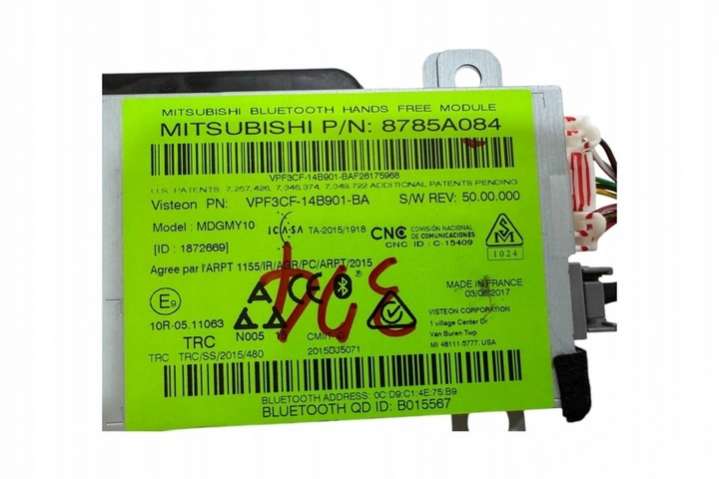 MITSUBISHI BLUETOOTH HANDS FREE MODULE
MITSUBISHI P/N: 8785A084
VPF3CF-14B901-BAF26175968
U.S. PATENTS 7,257,426, 7,346,374, 7,349,722 ADDITIONAL PATENTS PENDING
Visteon PN: VPF3CF-14B901-BA S/W REV: 50.00.000
Model : MDGMY10 ICASA TA-2015/1918 CNC COMISIÓN NACIONAL DE COMUNICACIONES
CNC ID : C-15409
[ID : 1872669]
1024
Agree par l'ARPT 1155/IR/AGR/PC/ARPT/2015
MADE IN FRANCE
E9
VISTEON CORPORATION
10R-05.11063
1 village Center Dr
TRC N005
Van Buren Twp
TRC TRC/SS/2015/480 2015DJ5071
MI 48111-5777, USA
BLUETOOTH ADDRESS: 0C:D9:C1:4E:75:B9
BLUETOOTH QD ID: B015567